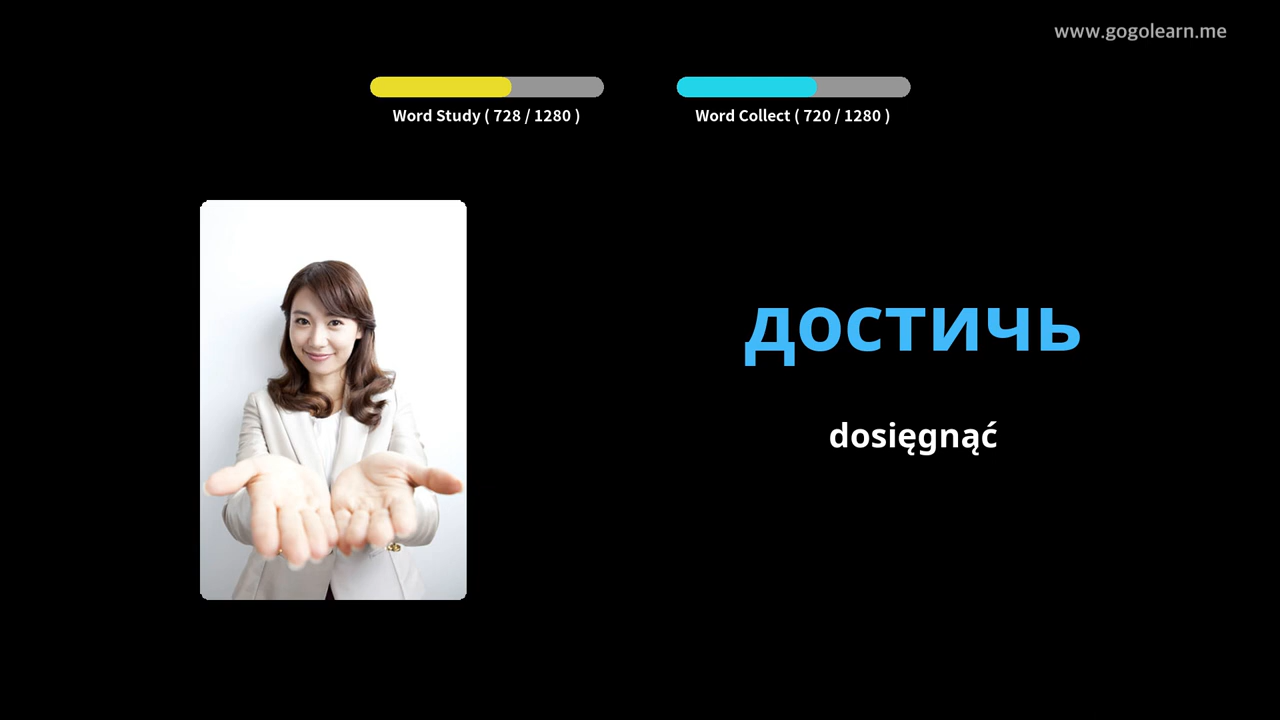 www.gogolearn.me
Word Study ( 728 / 1280 )
Word Collect ( 720 / 1280 )
достичь
dosięgnąć